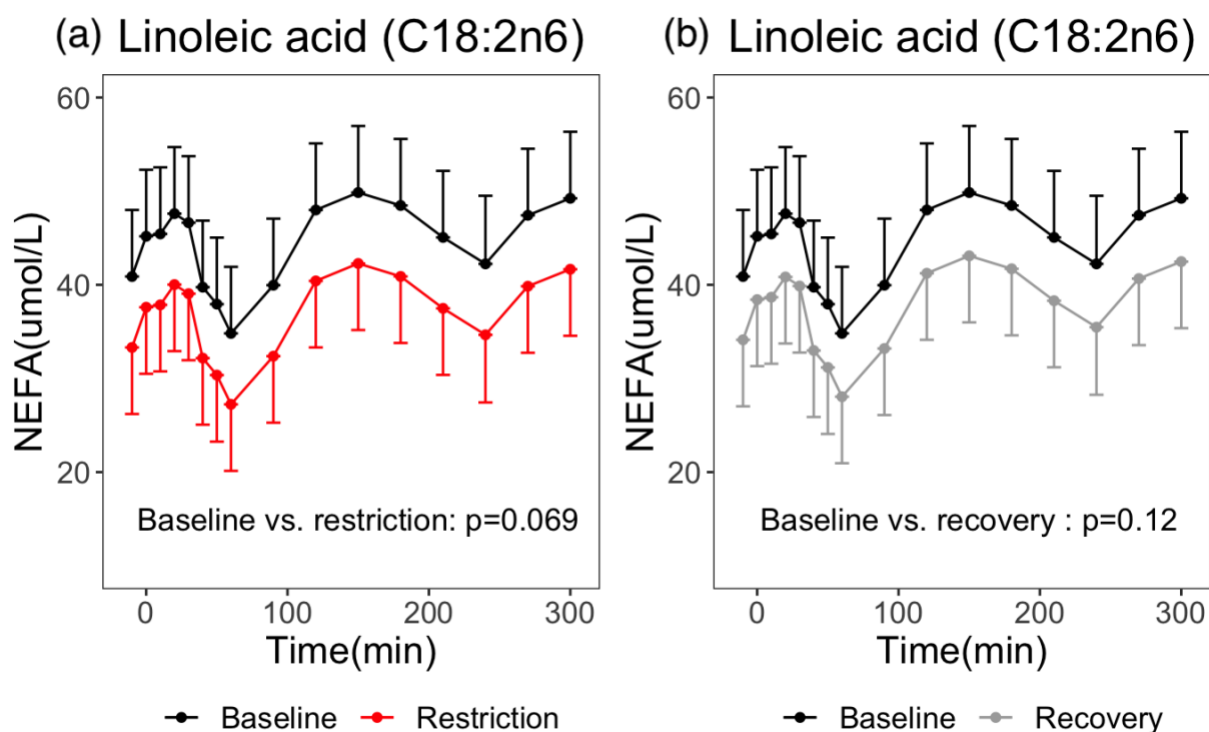 (a) Linoleic acid (C18:2n6)
NEFA(umol/L)
60
40
20
Baseline vs. restriction: p=0.069
0 100 200 300
Time(min)
Baseline Restriction
(b) Linoleic acid (C18:2n6)
NEFA(umol/L)
60
40
20
Baseline vs. recovery : p=0.12
0 100 200 300
Time(min)
Baseline Recovery